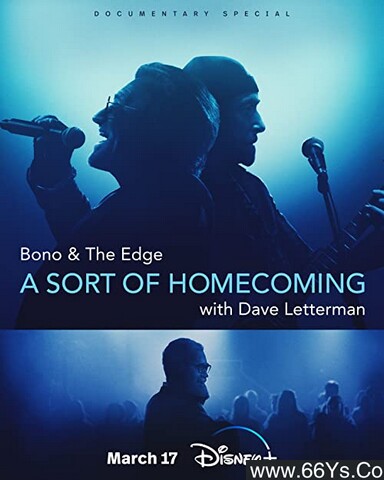 DOCUMENTARY SPECIAL
Bono & The Edge
A SORT OF HOMECOMING
with Dave Letterman
March 17 Disney+
www.66Ys.Co